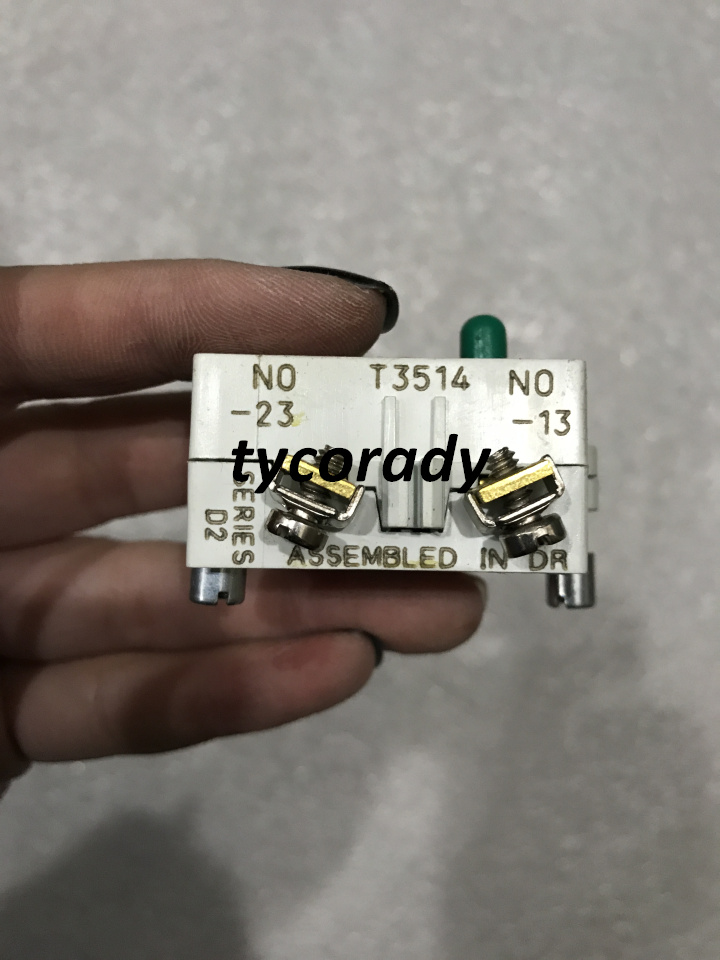 NO T3514 NO
-23 -13
tycorady
SERIES
D2
ASSEMBLED IN DR